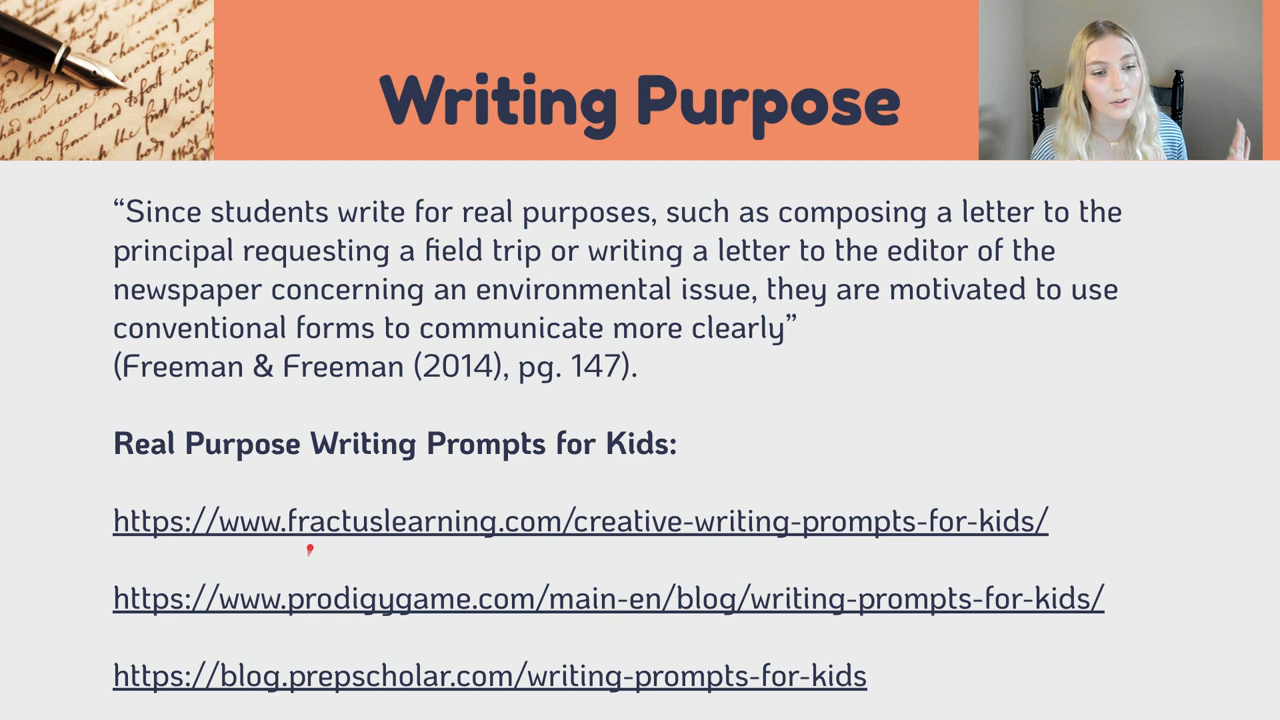 Writing Purpose
“Since students write for real purposes, such as composing a letter to the
principal requesting a field trip or writing a letter to the editor of the
newspaper concerning an environmental issue, they are motivated to use
conventional forms to communicate more clearly”
(Freeman & Freeman (2014), pg. 147).
Real Purpose Writing Prompts for Kids:
https://www.fractuslearning.com/creative-writing-prompts-for-kids/
https://www.prodigygame.com/main-en/blog/writing-prompts-for-kids/
https://blog.prepscholar.com/writing-prompts-for-kids